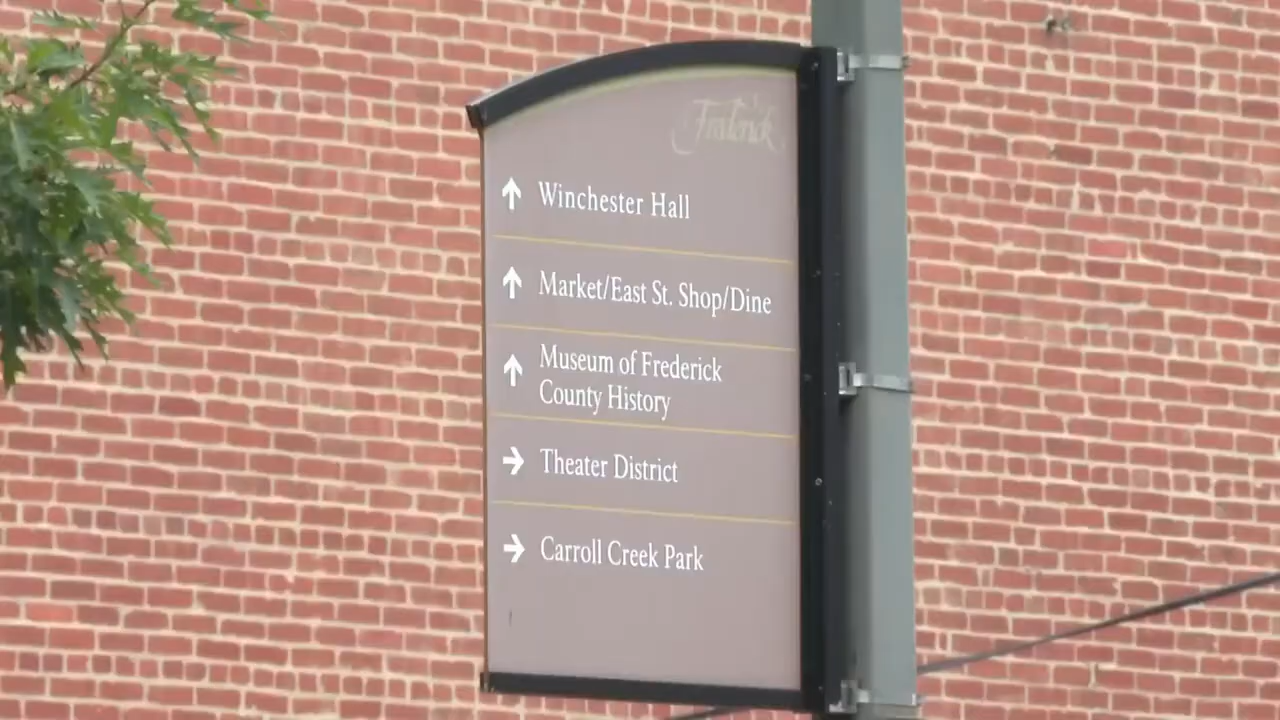 Frederick
Winchester Hall
Market/East St. Shop/Dine
Museum of Frederick
County History
Theater District
Carroll Creek Park